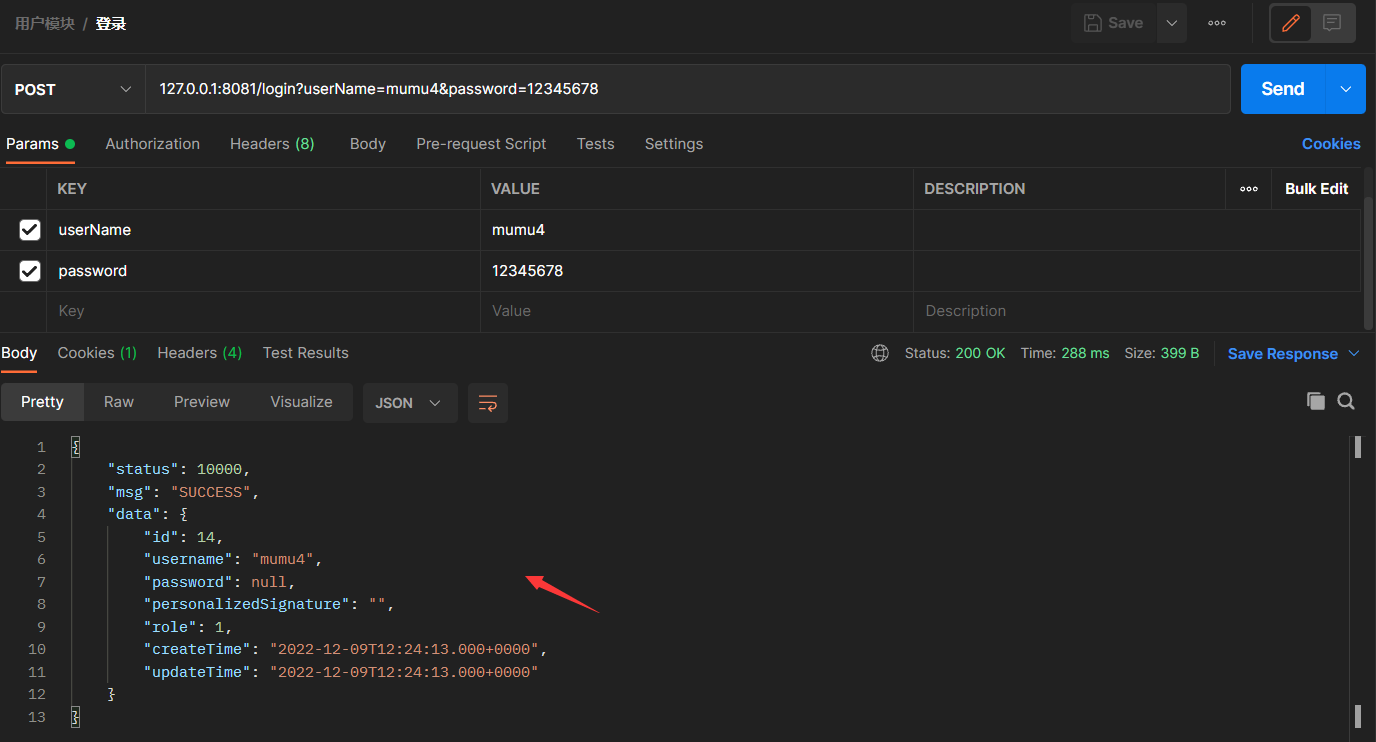 用户模块 / 登录
Save
POST
127.0.0.1:8081/login?userName=mumu4&password=12345678
Send
Params Authorization Headers (8) Body Pre-request Script Tests Settings Cookies
KEY VALUE DESCRIPTION Bulk Edit
userName mumu4
password 12345678
Key Value Description
Body Cookies (1) Headers (4) Test Results Status: 200 OK Time: 288 ms Size: 399 B Save Response
Pretty Raw Preview Visualize JSON
1 {
2 "status": 10000,
3 "msg": "SUCCESS",
4 "data": {
5 "id": 14,
6 "username": "mumu4",
7 "password": null,
8 "personalizedSignature": "",
9 "role": 1,
10 "createTime": "2022-12-09T12:24:13.000+0000",
11 "updateTime": "2022-12-09T12:24:13.000+0000"
12 }
13 }